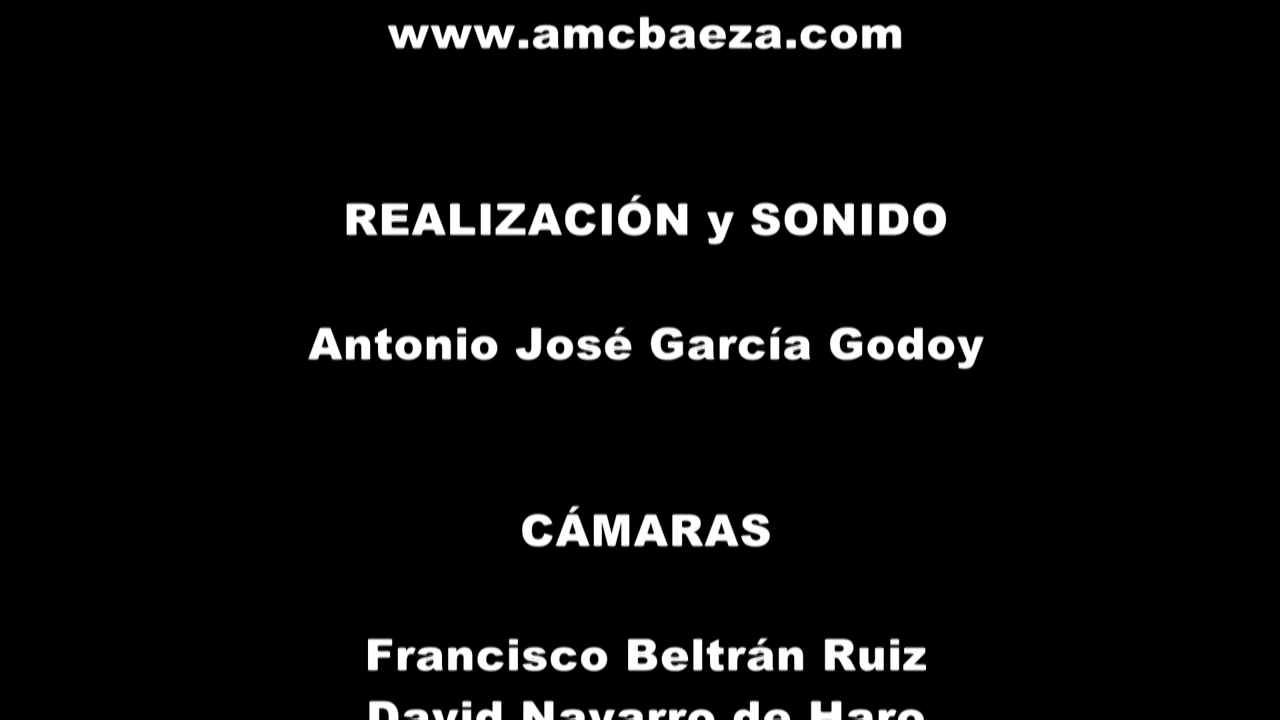 www.amcbaeza.com
REALIZACIÓN y SONIDO
Antonio José García Godoy
CÁMARAS
Francisco Beltrán Ruiz
David Navarro de Haro